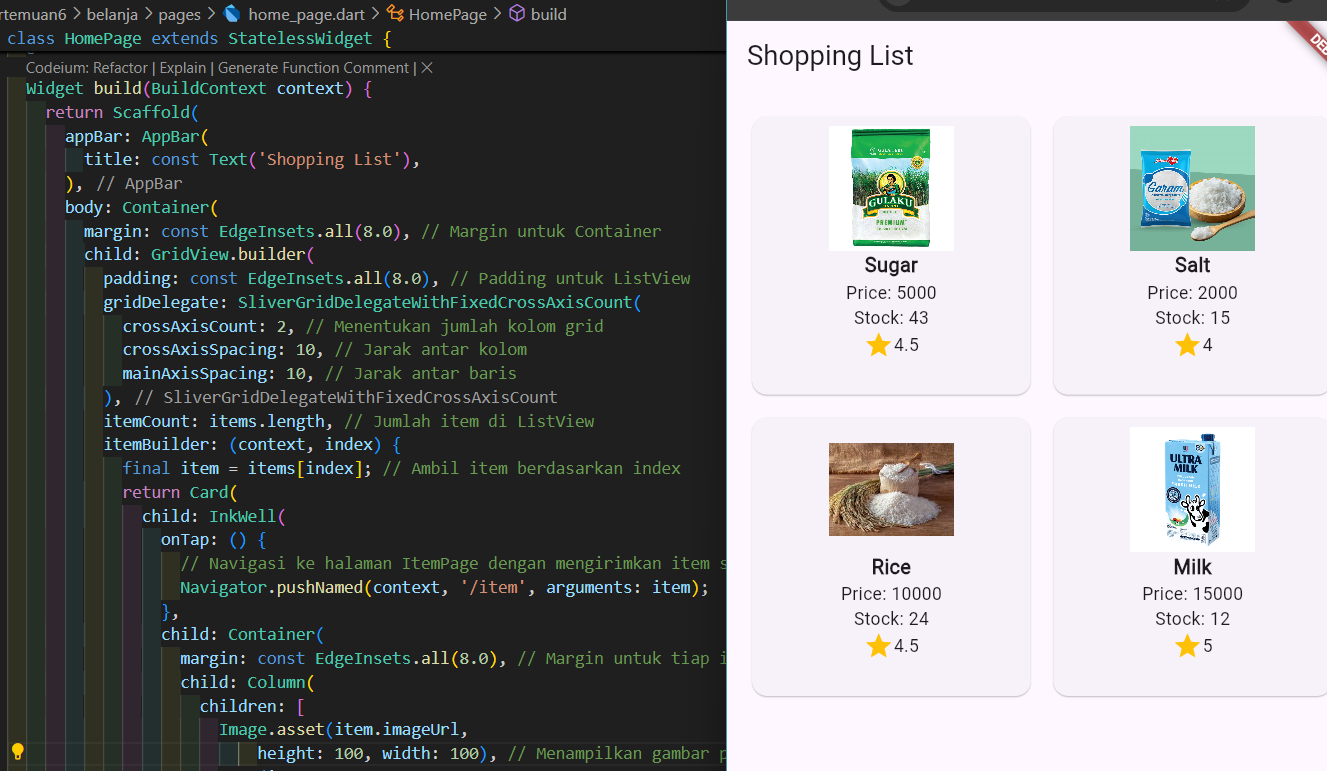 rtemuan6 > belanja > pages > home_page.dart > HomePage > build
class HomePage extends StatelessWidget {
Codeium: Refactor | Explain | Generate Function Comment | ×
Widget build(BuildContext context) {
return Scaffold(
appBar: AppBar(
title: const Text('Shopping List'),
), // AppBar
body: Container(
margin: const EdgeInsets.all(8.0), // Margin untuk Container
child: GridView.builder(
padding: const EdgeInsets.all(8.0), // Padding untuk ListView
gridDelegate: SliverGridDelegateWithFixedCrossAxisCount(
crossAxisCount: 2, // Menentukan jumlah kolom grid
crossAxisSpacing: 10, // Jarak antar kolom
mainAxisSpacing: 10, // Jarak antar baris
), // SliverGridDelegateWithFixedCrossAxisCount
itemCount: items.length, // Jumlah item di ListView
itemBuilder: (context, index) {
final item = items[index]; // Ambil item berdasarkan index
return Card(
child: InkWell(
onTap: () {
// Navigasi ke halaman ItemPage dengan mengirimkan item s
Navigator.pushNamed(context, '/item', arguments: item);
},
child: Container(
margin: const EdgeInsets.all(8.0), // Margin untuk tiap i
child: Column(
children: [
Image.asset(item.imageUrl,
height: 100, width: 100), // Menampilkan gambar p
Shopping List
DEB
GULAKU
PREMIUM
Sugar
Price: 5000
Stock: 43
4.5
Garam
Salt
Price: 2000
Stock: 15
4
Rice
Price: 10000
Stock: 24
4.5
ULTRA
MILK
Milk
Price: 15000
Stock: 12
5